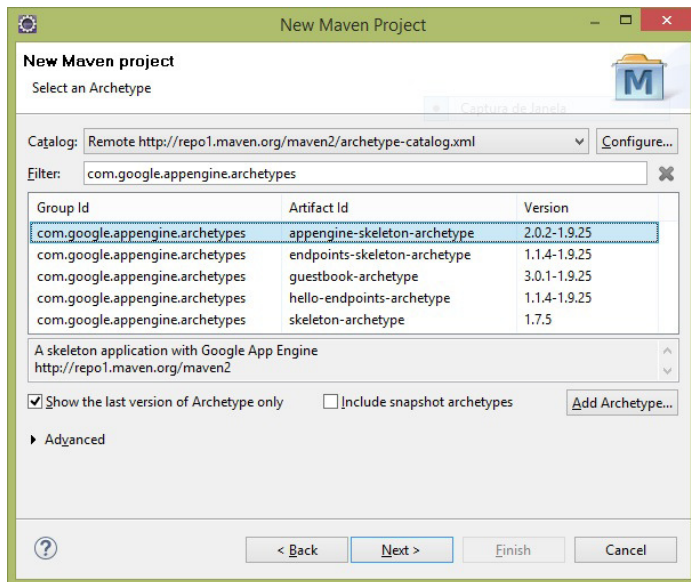 New Maven Project
New Maven project
Select an Archetype
Captura de Janela
Catalog: Remote http://repo1.maven.org/maven2/archetype-catalog.xml Configure...
Filter: com.google.appengine.archetypes
Group Id Artifact Id Version
com.google.appengine.archetypes appengine-skeleton-archetype 2.0.2-1.9.25
com.google.appengine.archetypes endpoints-skeleton-archetype 1.1.4-1.9.25
com.google.appengine.archetypes guestbook-archetype 3.0.1-1.9.25
com.google.appengine.archetypes hello-endpoints-archetype 1.1.4-1.9.25
com.google.appengine.archetypes skeleton-archetype 1.7.5
A skeleton application with Google App Engine
http://repo1.maven.org/maven2
Show the last version of Archetype only Include snapshot archetypes Add Archetype...
Advanced
? < Back Next > Finish Cancel